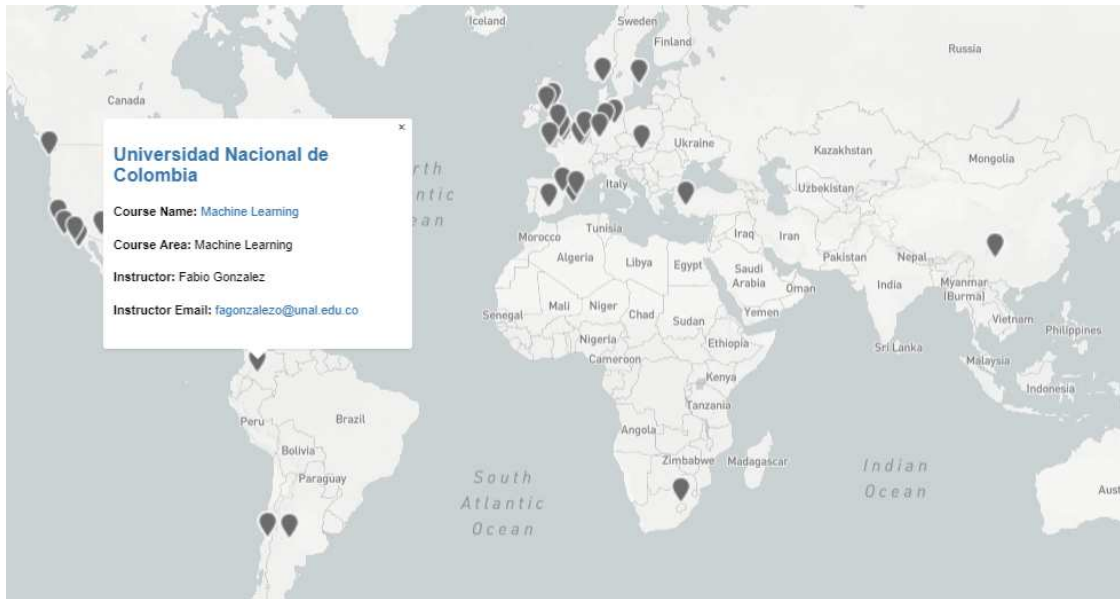 Iceland
Sweden
Finland
Russia
Canada
×
Universidad Nacional de
Colombia
Course Name: Machine Learning
Course Area: Machine Learning
Instructor: Fabio Gonzalez
Instructor Email: fagonzalezo@unal.edu.co
Ukraine
Kazakhstan
Mongolia
Italy
Uzbekistan
Morocco
Tunisia
Algeria
Libya
Egypt
Iraq
Iran
Saudi
Arabia
Pakistan
Nepal
India
Myanmar
(Burma)
Oman
Yemen
Vietnam
Philippines
Senegal
Mali
Niger
Chad
Sudan
Nigeria
Ethiopia
Cameroon
Sri Lanka
Malaysia
Kenya
Indonesia
Tanzania
Peru
Brazil
Angola
Bolivia
Zimbabwe
Madagascar
Paraguay
South
Atlantic
Ocean
Indian
Ocean